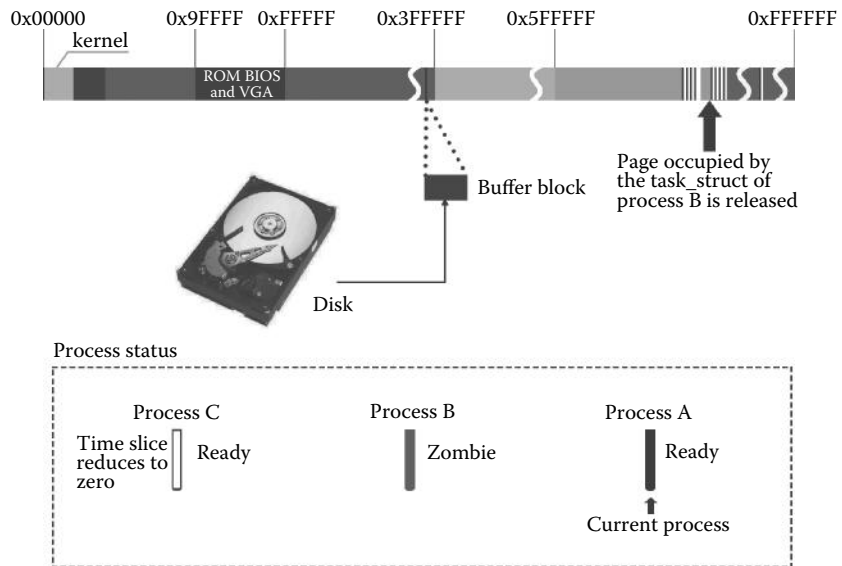 0x00000 0x9FFFF 0xFFFFF 0x3FFFFF 0x5FFFFF 0xFFFFFF
kernel
ROM BIOS
and VGA
Page occupied by
the task_struct of
process B is released
Buffer block
Disk
Process status
Process C Process B Process A
Time slice
reduces to
zero
Ready Zombie Ready
Current process